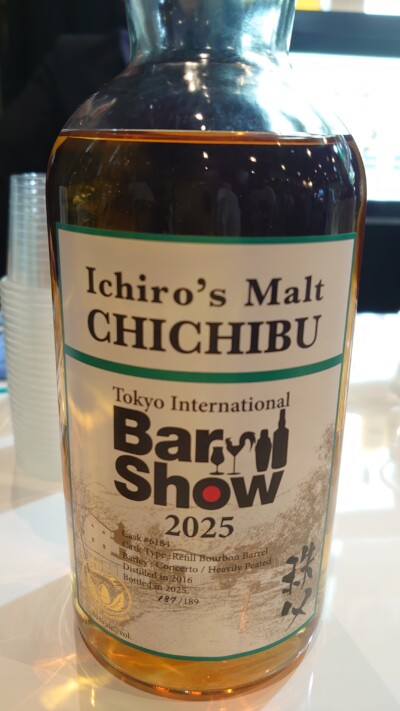 Ichiro's Malt
CHICHIBU
Tokyo International
Bar
Show
2025
Cask #6184
Cask Type: Refill Bourbon Barrel
Barley: Concerto / Heavily Peated
Distilled in 2016
Bottled in 2025
/189
秩父